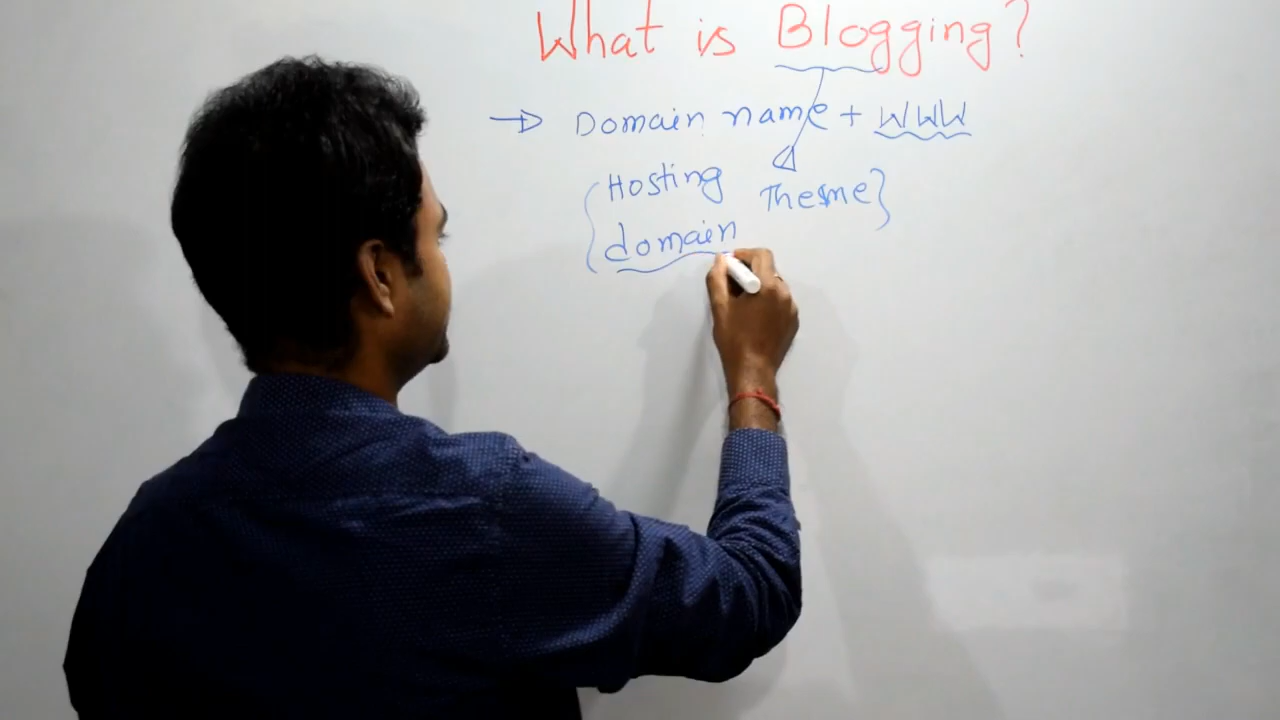 What is Blogging?
→ Domain name + WWW
{ Hosting Theme }
domain